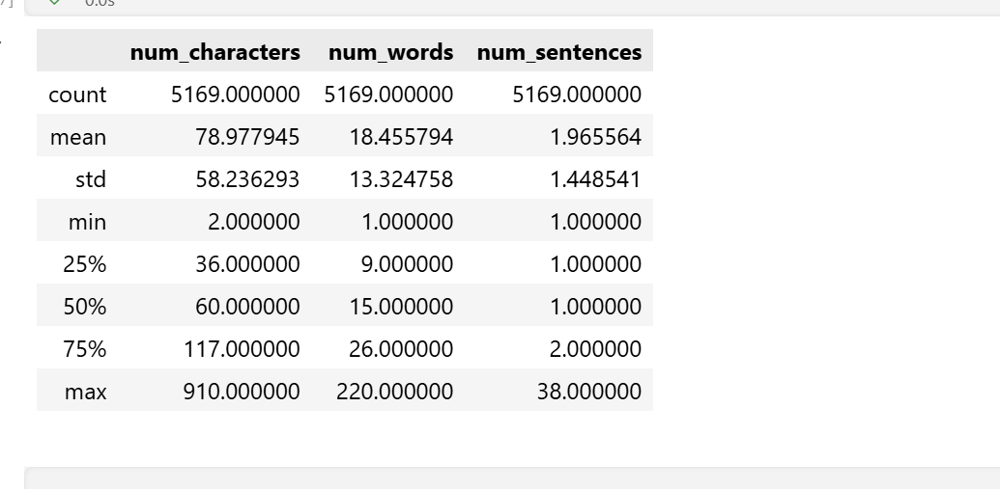 0.0s
num_characters num_words num_sentences
count 5169.000000 5169.000000 5169.000000
mean 78.977945 18.455794 1.965564
std 58.236293 13.324758 1.448541
min 2.000000 1.000000 1.000000
25% 36.000000 9.000000 1.000000
50% 60.000000 15.000000 1.000000
75% 117.000000 26.000000 2.000000
max 910.000000 220.000000 38.000000